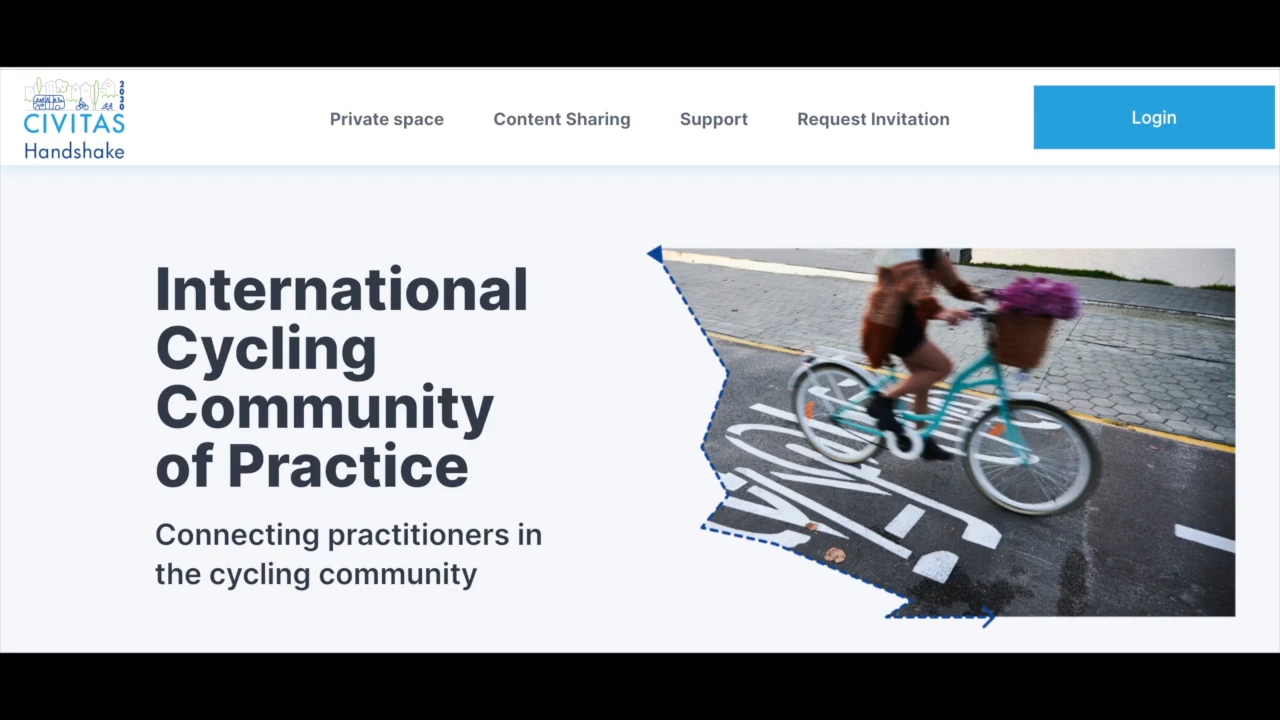 2030
CIVITAS
Handshake
Private space
Content Sharing
Support
Request Invitation
Login
International
Cycling
Community
of Practice
Connecting practitioners in
the cycling community